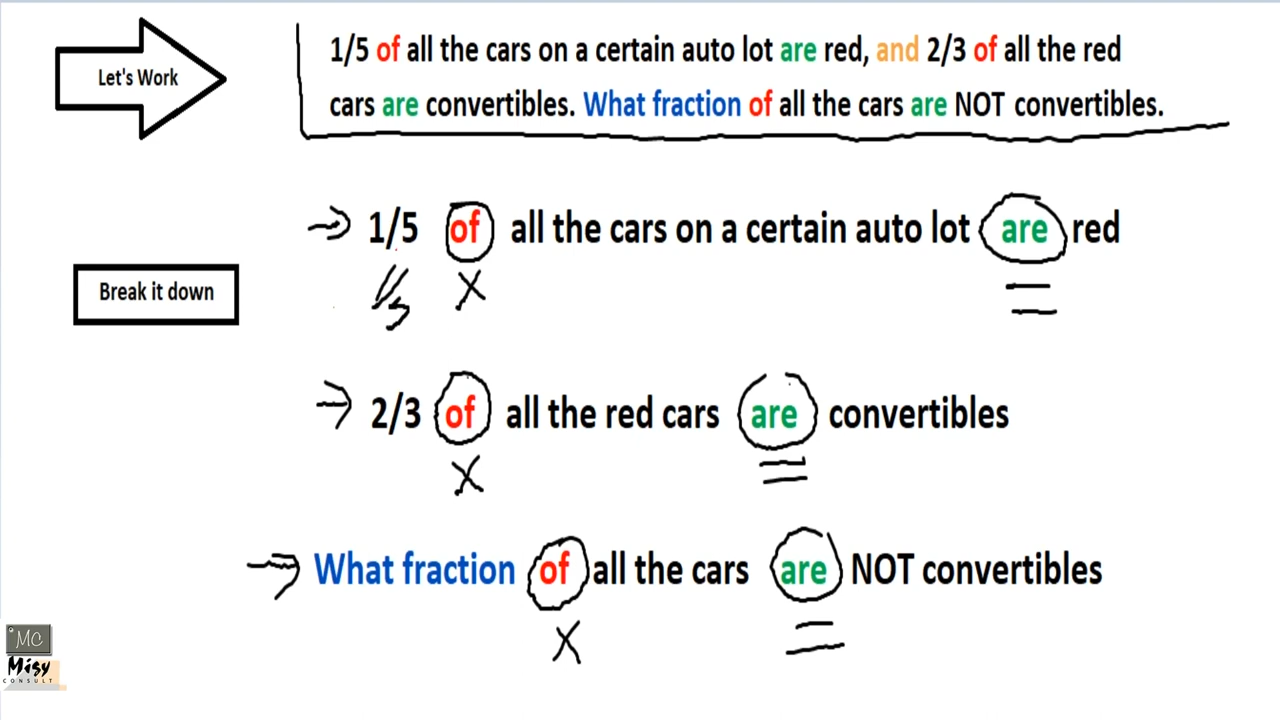 Let's Work
1/5 of all the cars on a certain auto lot are red, and 2/3 of all the red
cars are convertibles. What fraction of all the cars are NOT convertibles.
1/5 of all the cars on a certain auto lot are red
X
=
Break it down
2/3 of all the red cars are convertibles
X
=
What fraction of all the cars are NOT convertibles
X
=
MC
Misy
CONSULT